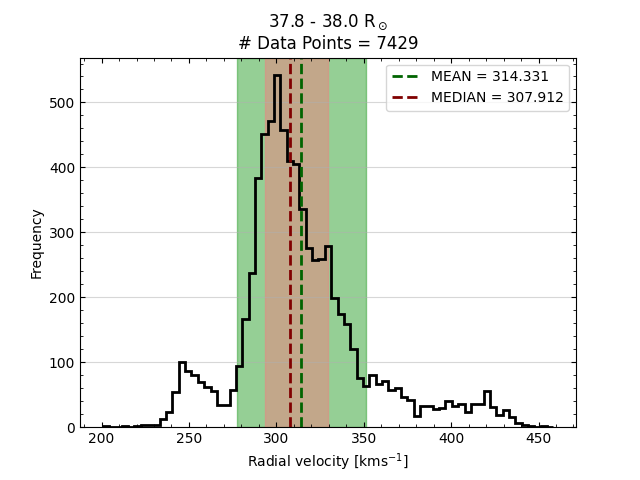 37.8 - 38.0 R⊙
# Data Points = 7429
MEAN = 314.331
MEDIAN = 307.912
Frequency
500
400
300
200
100
0
200 250 300 350 400 450
Radial velocity [kms⁻¹]